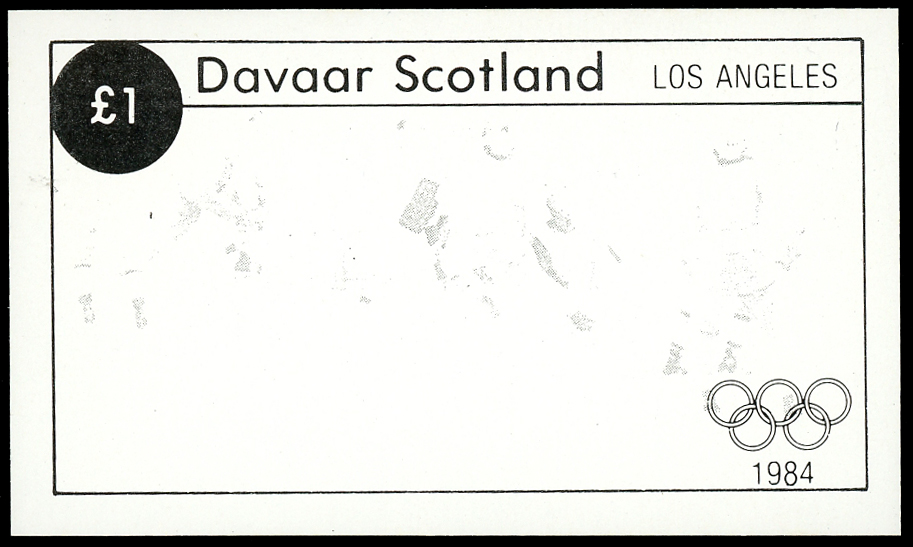 £1
Davaar Scotland
LOS ANGELES
1984